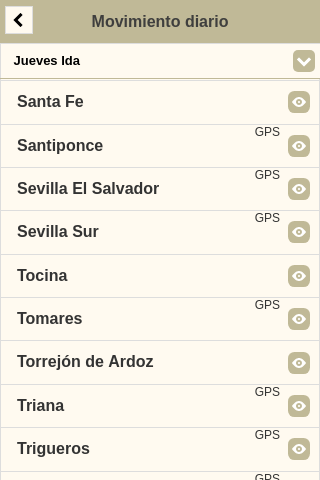 Movimiento diario
Jueves Ida
Santa Fe
GPS
Santiponce
GPS
Sevilla El Salvador
GPS
Sevilla Sur
Tocina
GPS
Tomares
Torrejón de Ardoz
GPS
Triana
GPS
Trigueros
GPS